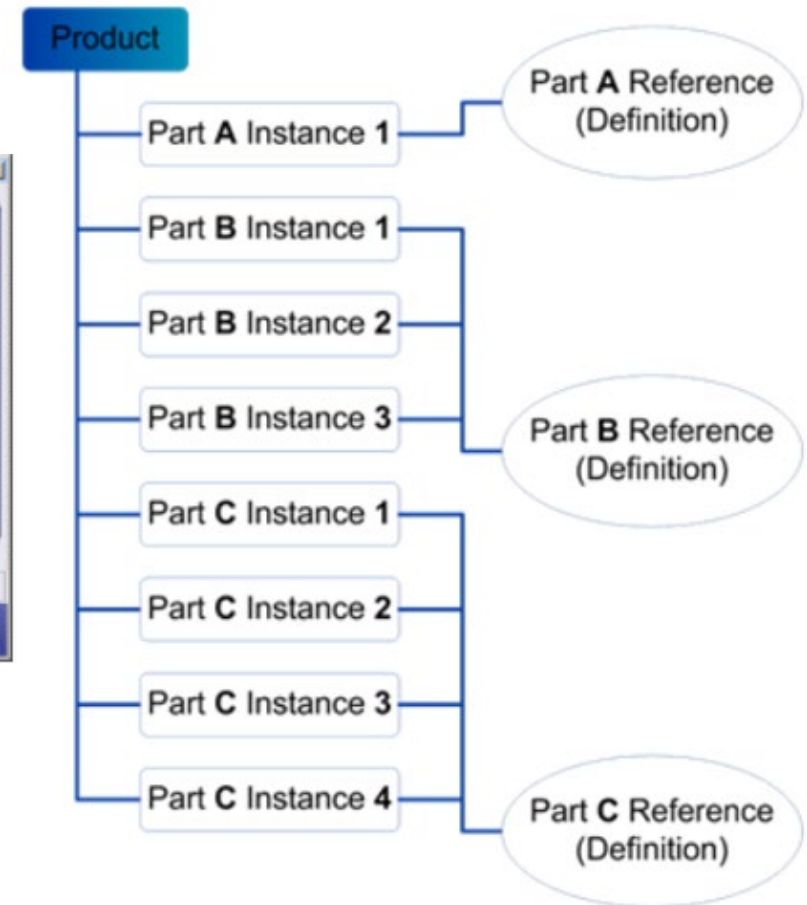 Product
Part A Instance 1
Part A Reference
(Definition)
Part B Instance 1
Part B Instance 2
Part B Instance 3
Part B Reference
(Definition)
Part C Instance 1
Part C Instance 2
Part C Instance 3
Part C Instance 4
Part C Reference
(Definition)